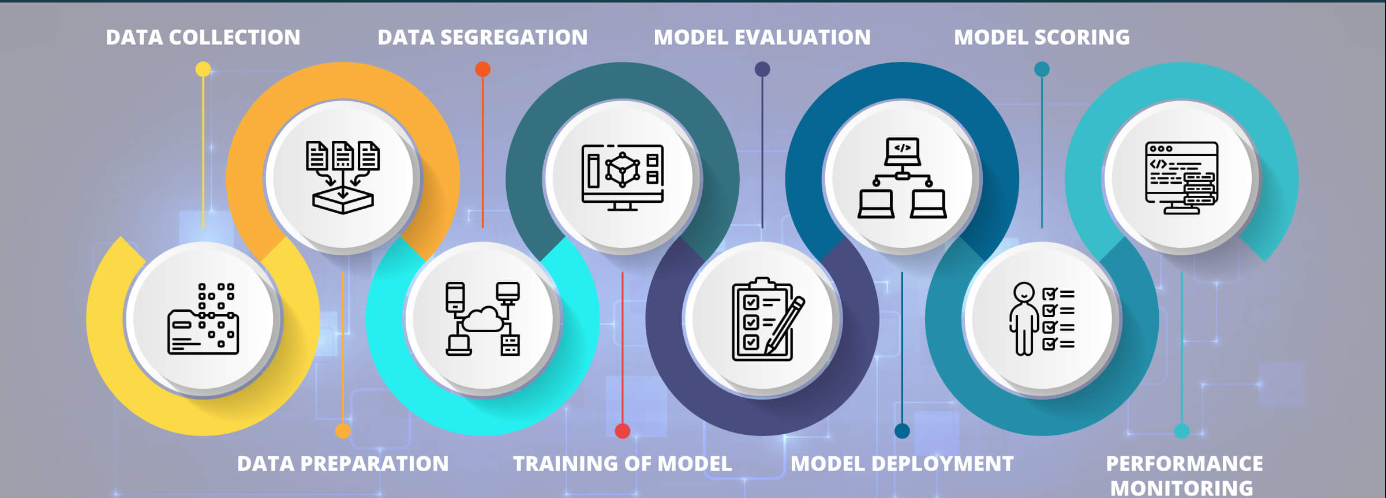 DATA COLLECTION
DATA SEGREGATION
MODEL EVALUATION
MODEL SCORING
DATA PREPARATION
TRAINING OF MODEL
MODEL DEPLOYMENT
PERFORMANCE
MONITORING